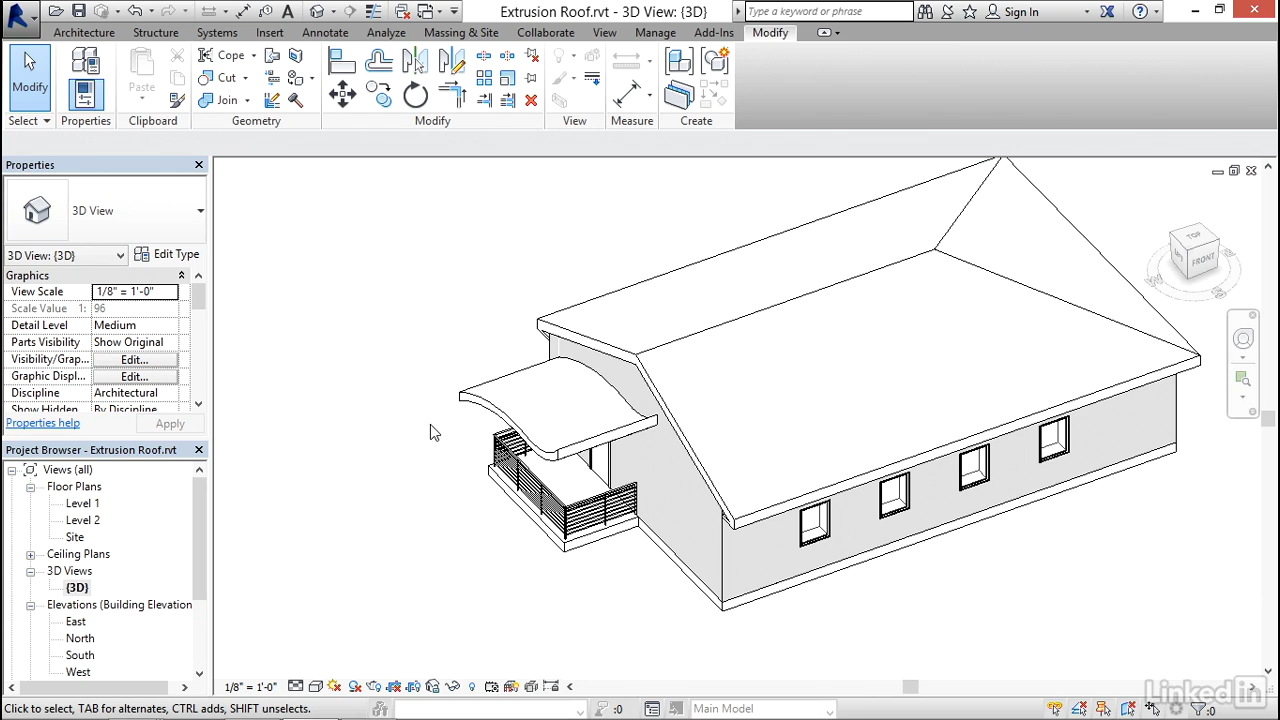 Extrusion Roof.rvt - 3D View: {3D}
Type a keyword or phrase
Sign In
Architecture Structure Systems Insert Annotate Analyze Massing & Site Collaborate View Manage Add-Ins Modify
Modify
Paste
Cope
Cut
Join
Select Properties Clipboard Geometry Modify View Measure Create
Properties
3D View
3D View: {3D} Edit Type
Graphics
View Scale 1/8" = 1'-0"
Scale Value 1: 96
Detail Level Medium
Parts Visibility Show Original
Visibility/Grap... Edit...
Graphic Displ... Edit...
Discipline Architectural
Show Hidden By Discipline
Properties help Apply
Project Browser - Extrusion Roof.rvt
Views (all)
Floor Plans
Level 1
Level 2
Site
Ceiling Plans
3D Views
{3D}
Elevations (Building Elevation
East
North
South
West
TOP
FRONT
1/8" = 1'-0"
Click to select, TAB for alternates, CTRL adds, SHIFT unselects.
:0
Main Model
:0
Linked in